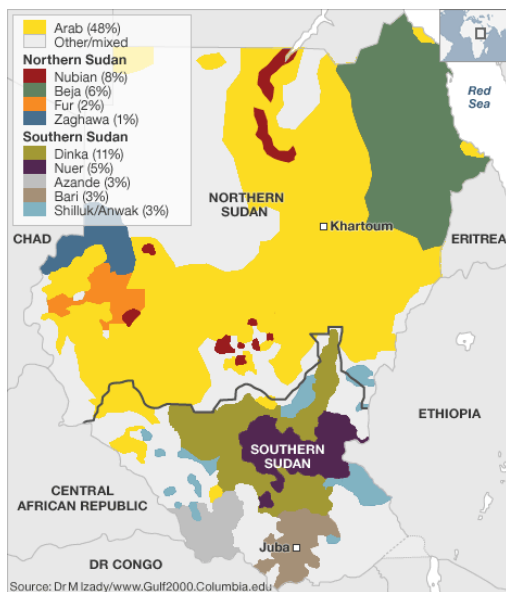 Arab (48%)
Other/mixed
Northern Sudan
Nubian (8%)
Beja (6%)
Fur (2%)
Zaghawa (1%)
Southern Sudan
Dinka (11%)
Nuer (5%)
Azande (3%)
Bari (3%)
Shilluk/Anwak (3%)
Red
Sea
NORTHERN
SUDAN
Khartoum
CHAD
ERITREA
ETHIOPIA
SOUTHERN
SUDAN
CENTRAL
AFRICAN REPUBLIC
Juba
DR CONGO
Source: Dr M Izady/www.Gulf2000.Columbia.edu